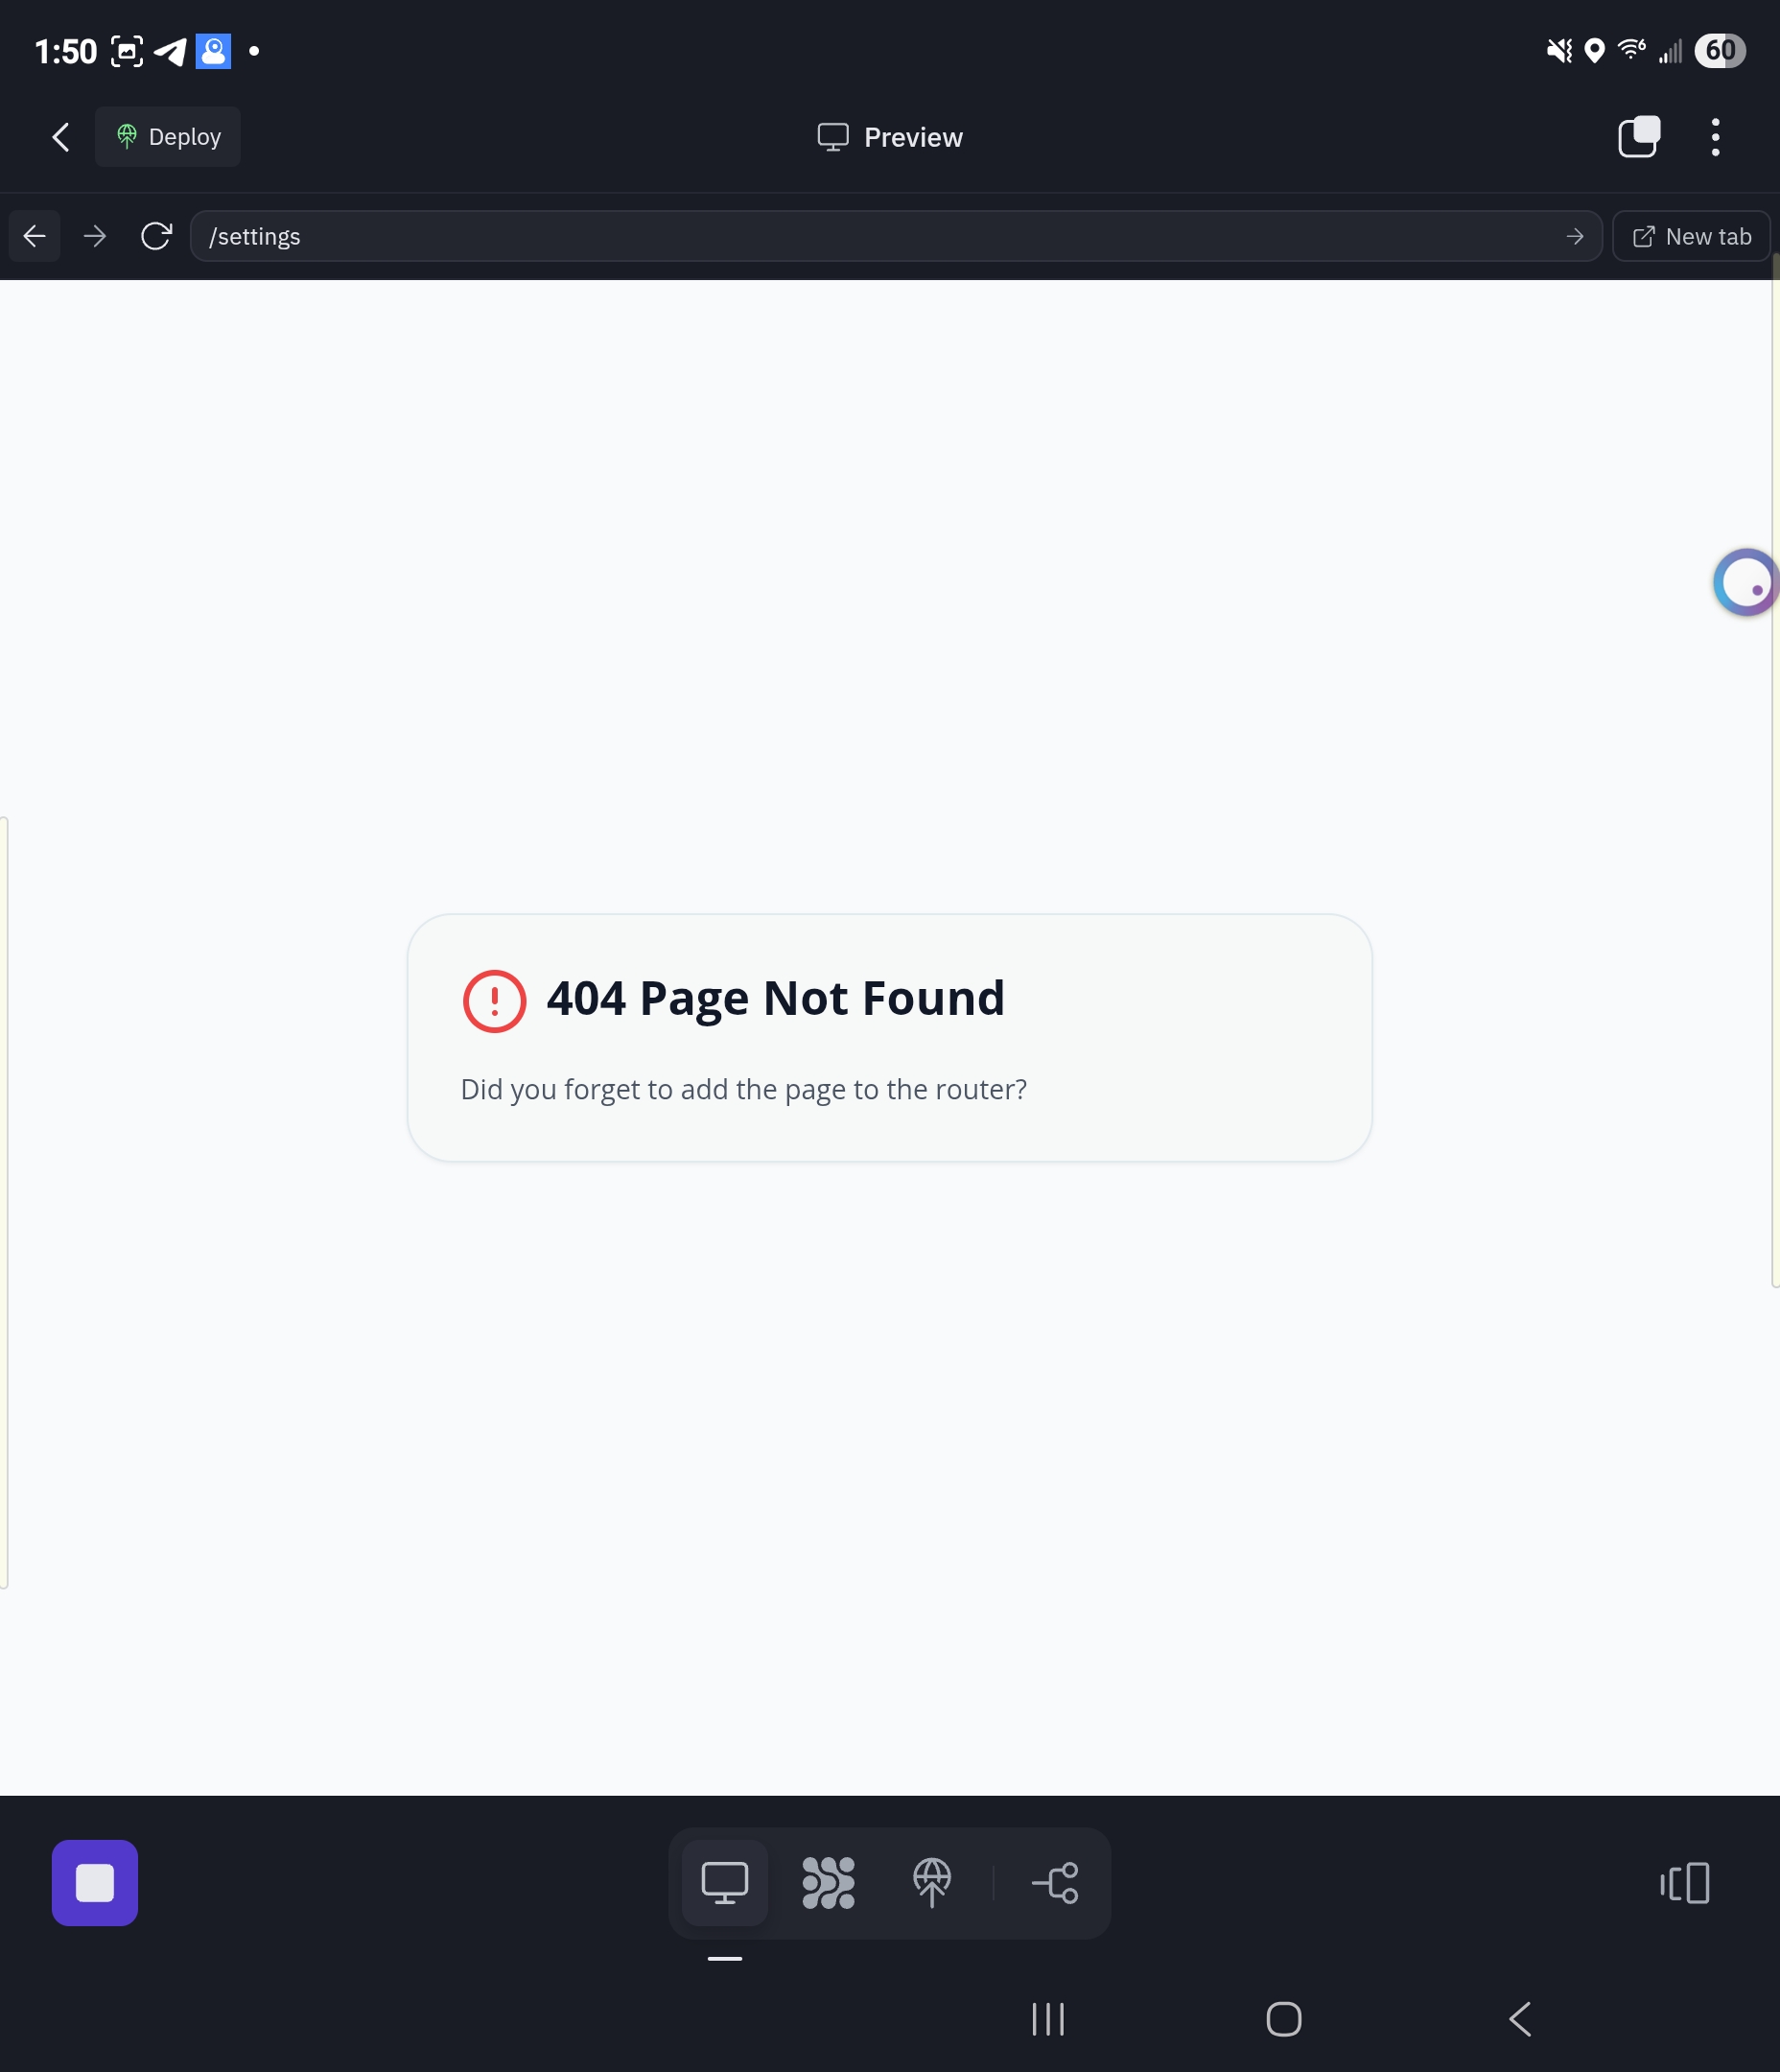 1:50
60
Deploy
Preview
/settings
New tab
404 Page Not Found
Did you forget to add the page to the router?